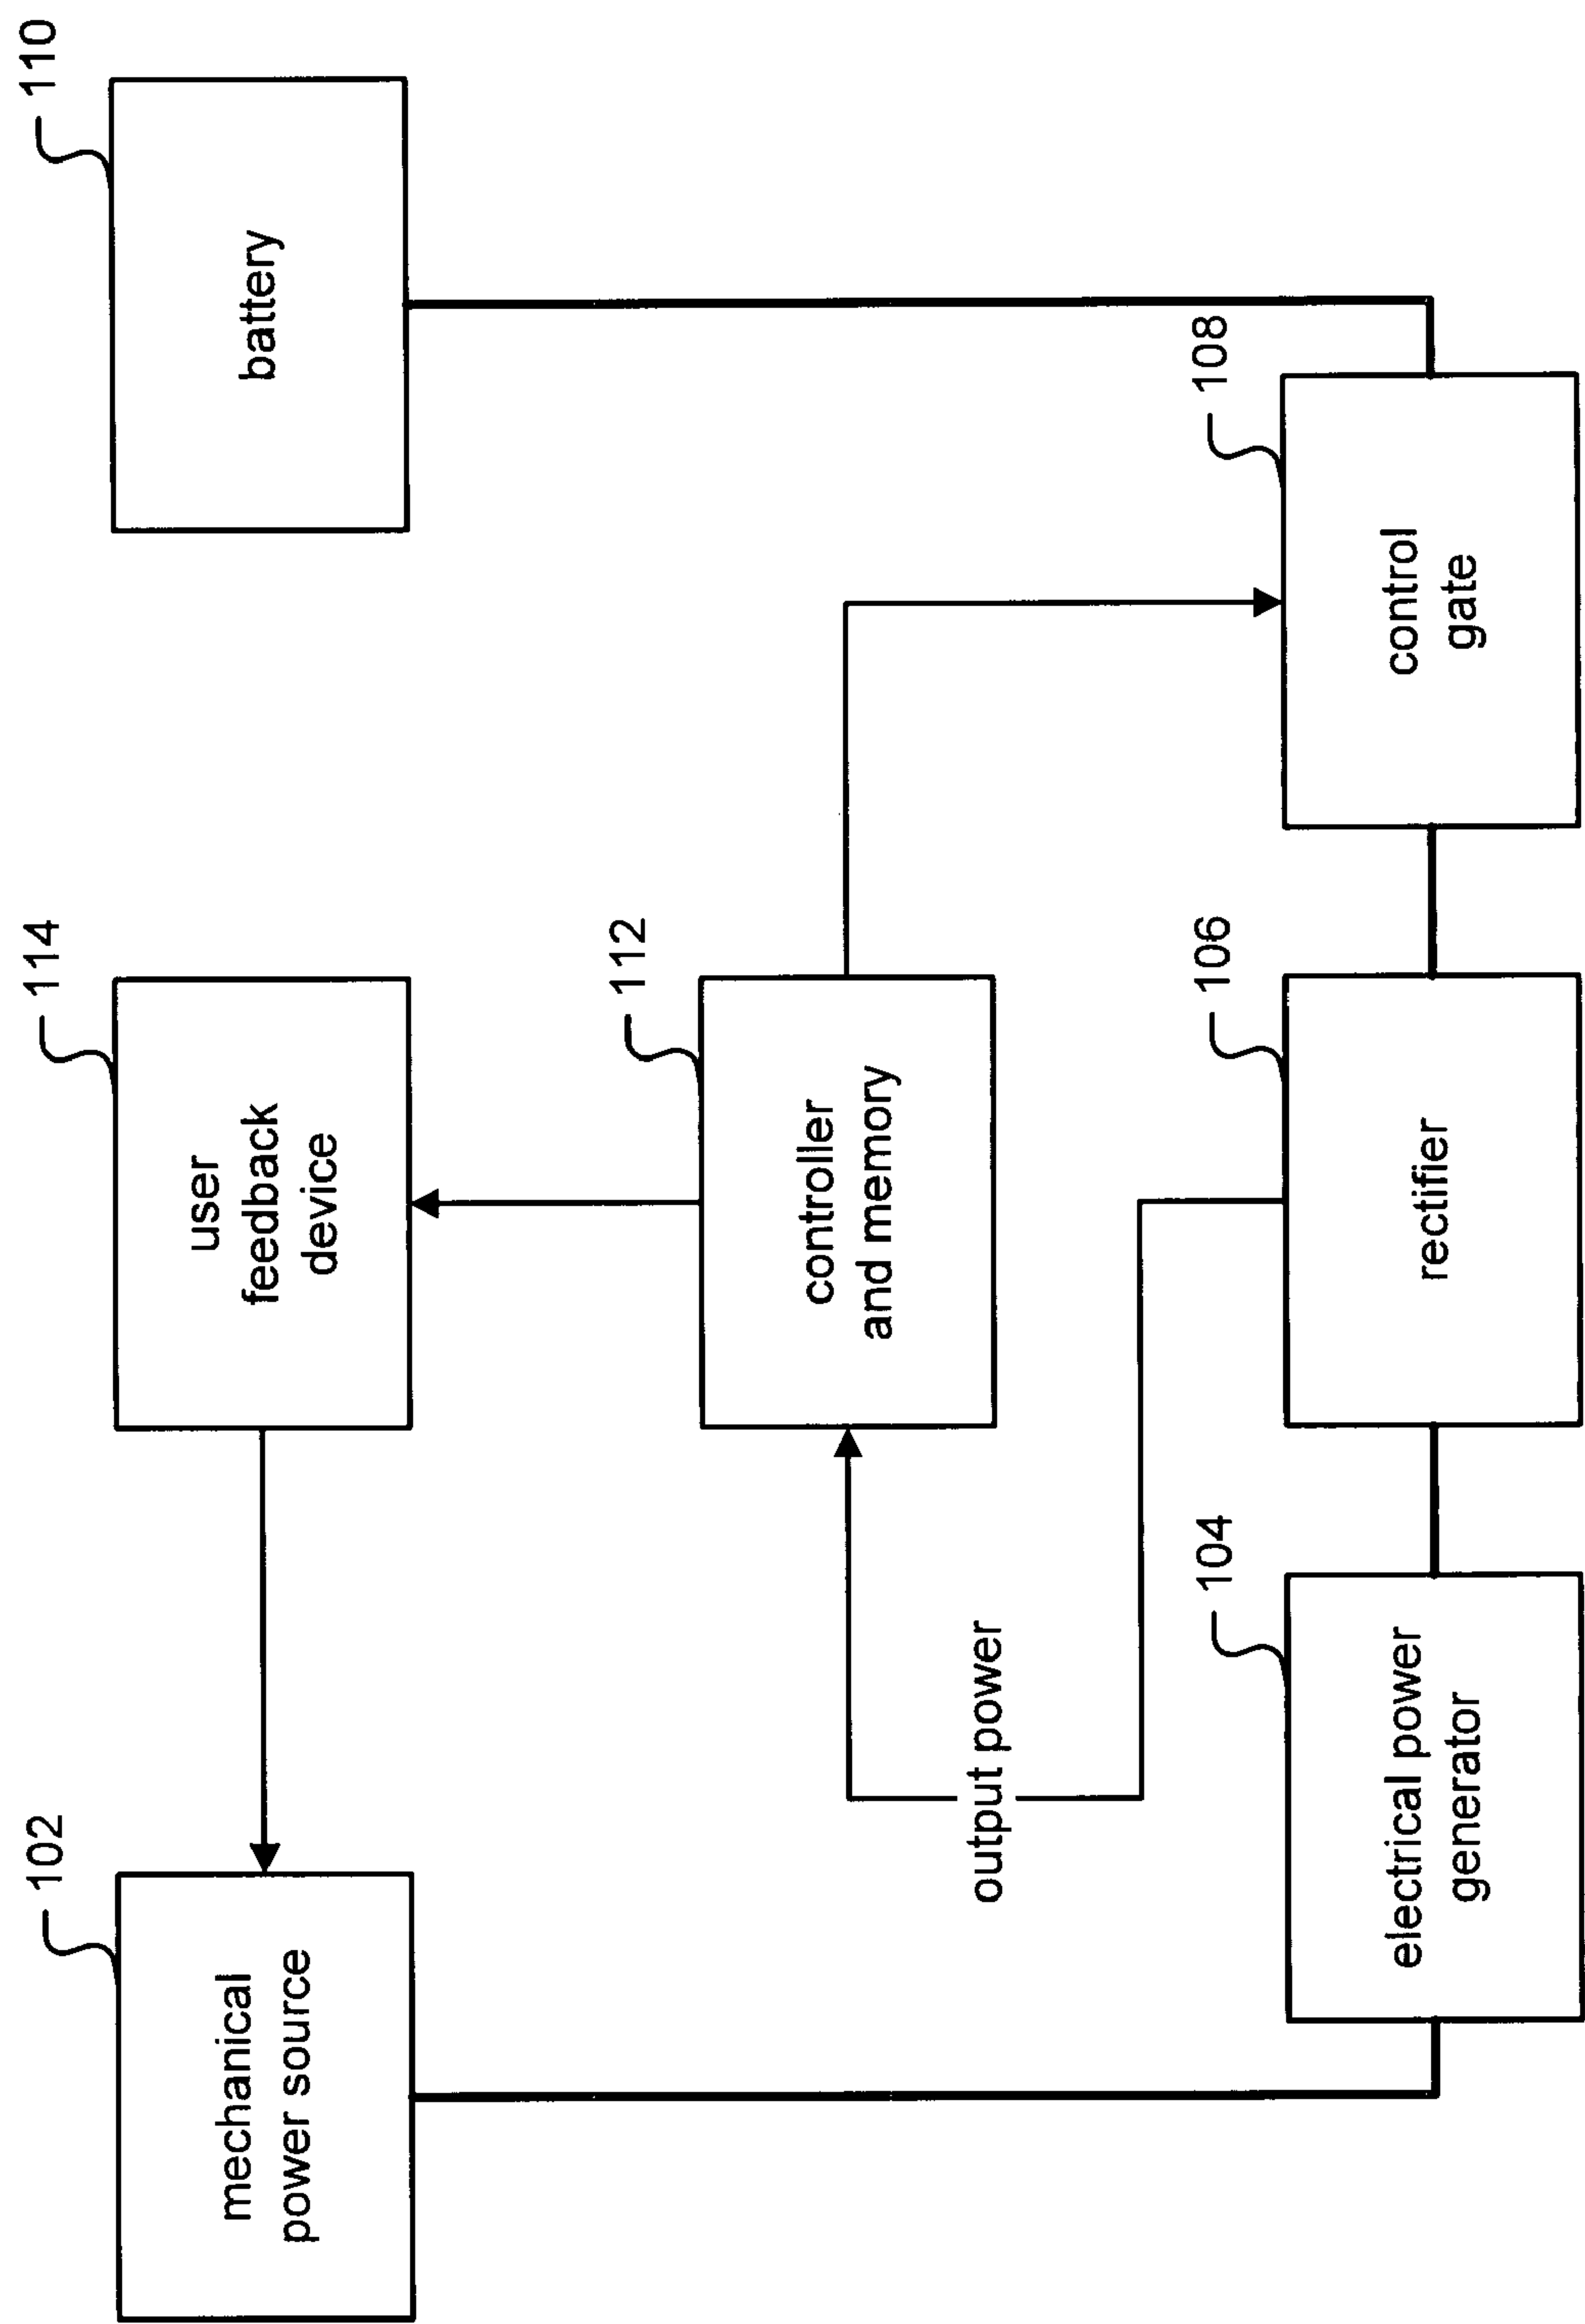 102
mechanical
power source
114
user
feedback
device
110
battery
112
controller
and memory
output power
104
electrical power
generator
106
rectifier
108
control
gate